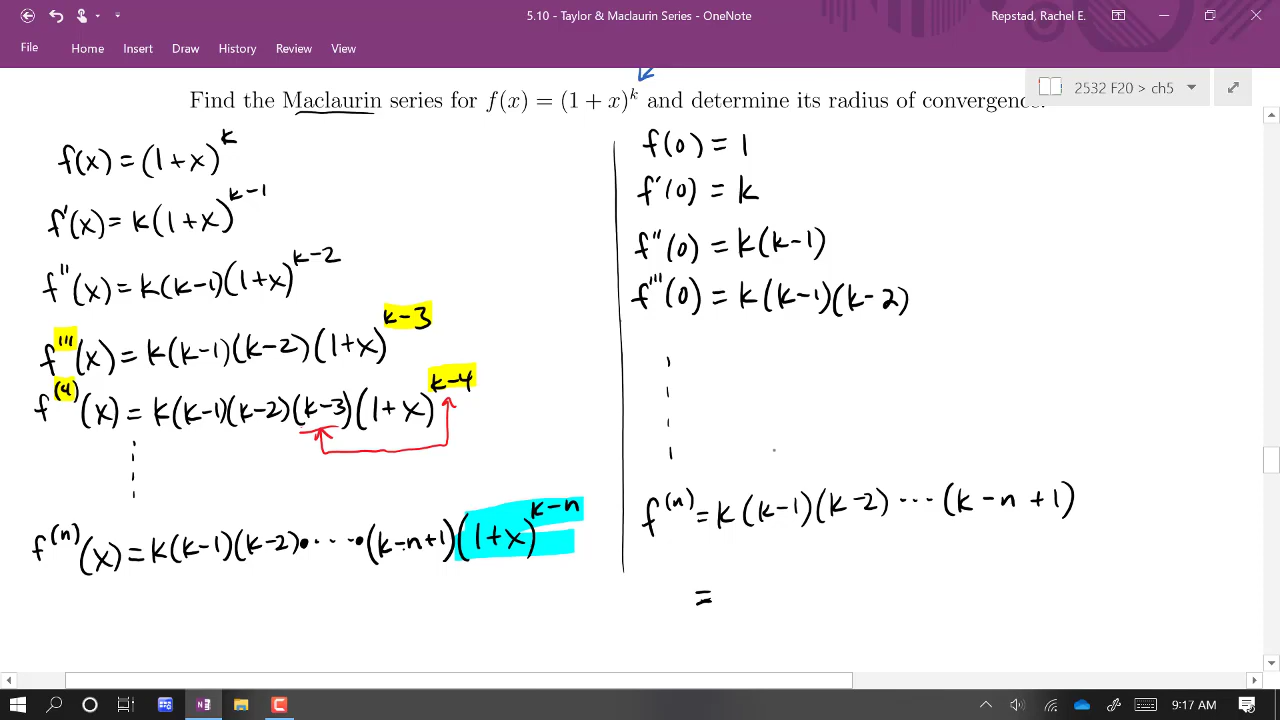 5.10 - Taylor & Maclaurin Series - OneNote
Repstad, Rachel E.
File Home Insert Draw History Review View
2532 F20 > ch5
Find the Maclaurin series for f(x) = (1 + x)^k and determine its radius of convergence.
f(x) = (1+x)^k
f'(x) = k(1+x)^{k-1}
f''(x) = k(k-1)(1+x)^{k-2}
f'''(x) = k(k-1)(k-2)(1+x)^{k-3}
f^{(4)}(x) = k(k-1)(k-2)(k-3)(1+x)^{k-4}
f^{(n)}(x) = k(k-1)(k-2)·····(k-n+1)(1+x)^{k-n}
f(0) = 1
f'(0) = k
f''(0) = k(k-1)
f'''(0) = k(k-1)(k-2)
f^{(n)} = k(k-1)(k-2)···(k-n+1)
=
9:17 AM